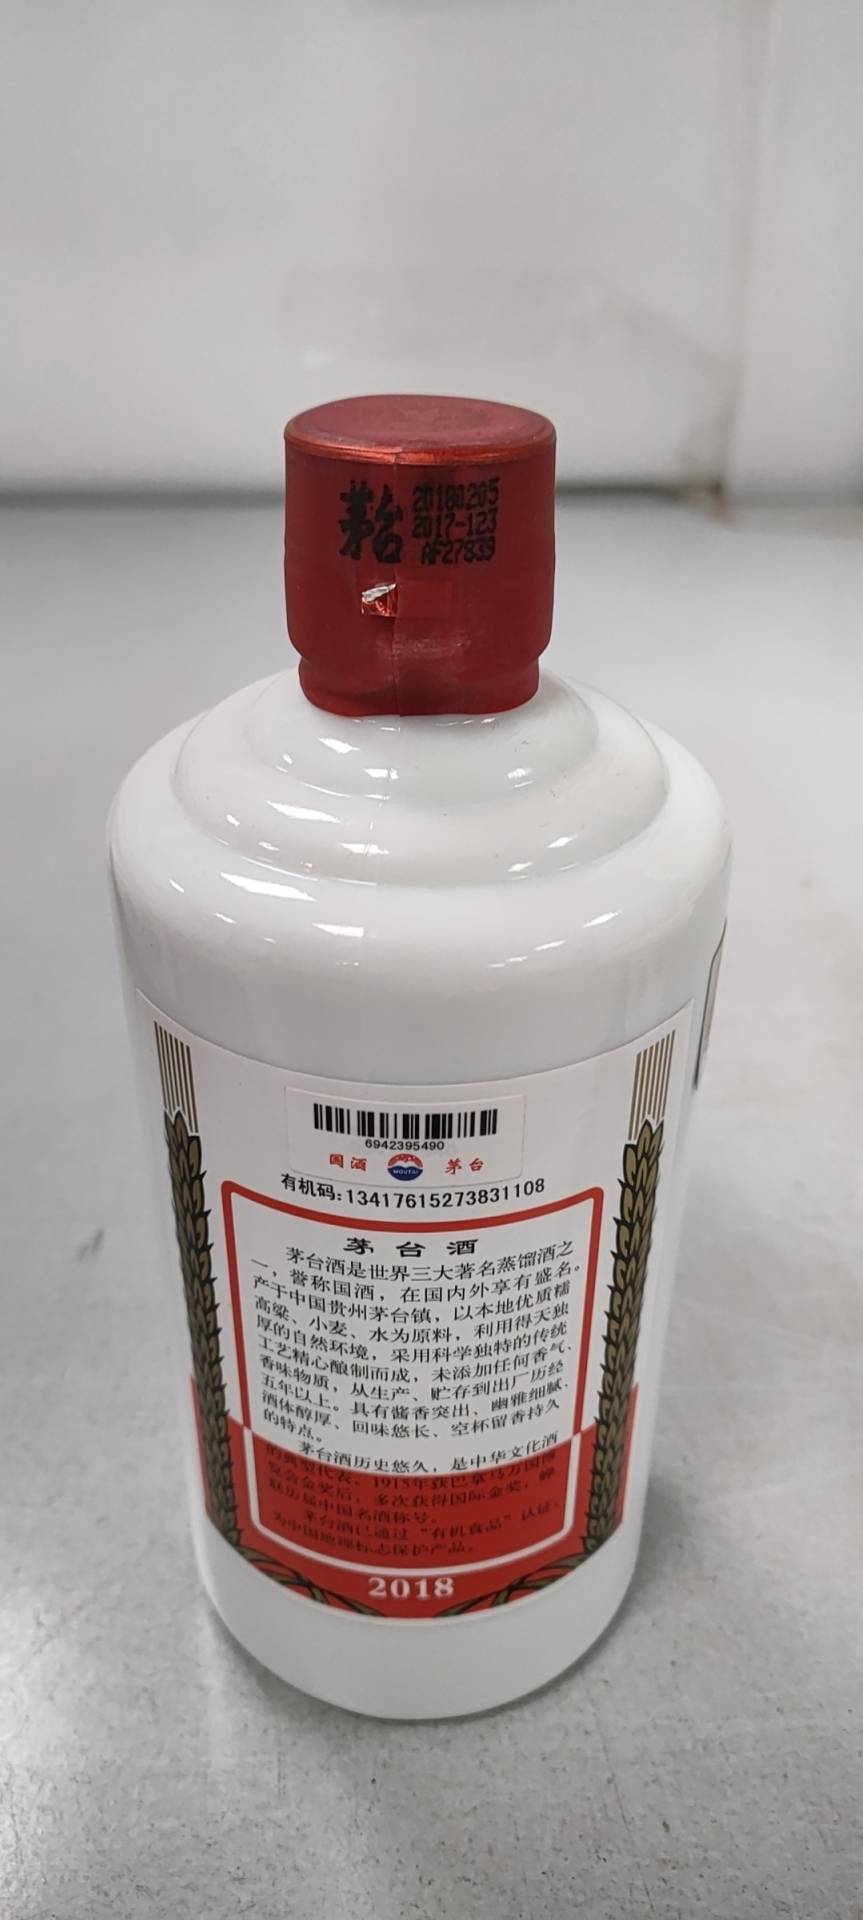 茅台
20180205
2017-123
AF27839
6942395490
国酒
MOUTAI
茅台
有机码:13417615273831108
茅台酒
茅台酒是世界三大著名蒸馏酒之
一，誉称国酒，在国内外享有盛名。
产于中国贵州茅台镇，以本地优质糯
高粱、小麦、水为原料，利用得天独
厚的自然环境，采用科学独特的传统
工艺精心酿制而成，未添加任何香气、
香味物质，从生产、贮存到出厂历经
五年以上。具有酱香突出、幽雅细腻、
酒体醇厚、回味悠长、空杯留香持久
的特点。
茅台酒历史悠久，是中华文化酒
的典型代表。1915年获巴拿马万国博
览会金奖后，多次获得国际金奖，蝉
联历届中国名酒称号。
茅台酒已通过“有机食品”认证，
为中国地理标志保护产品。
2018